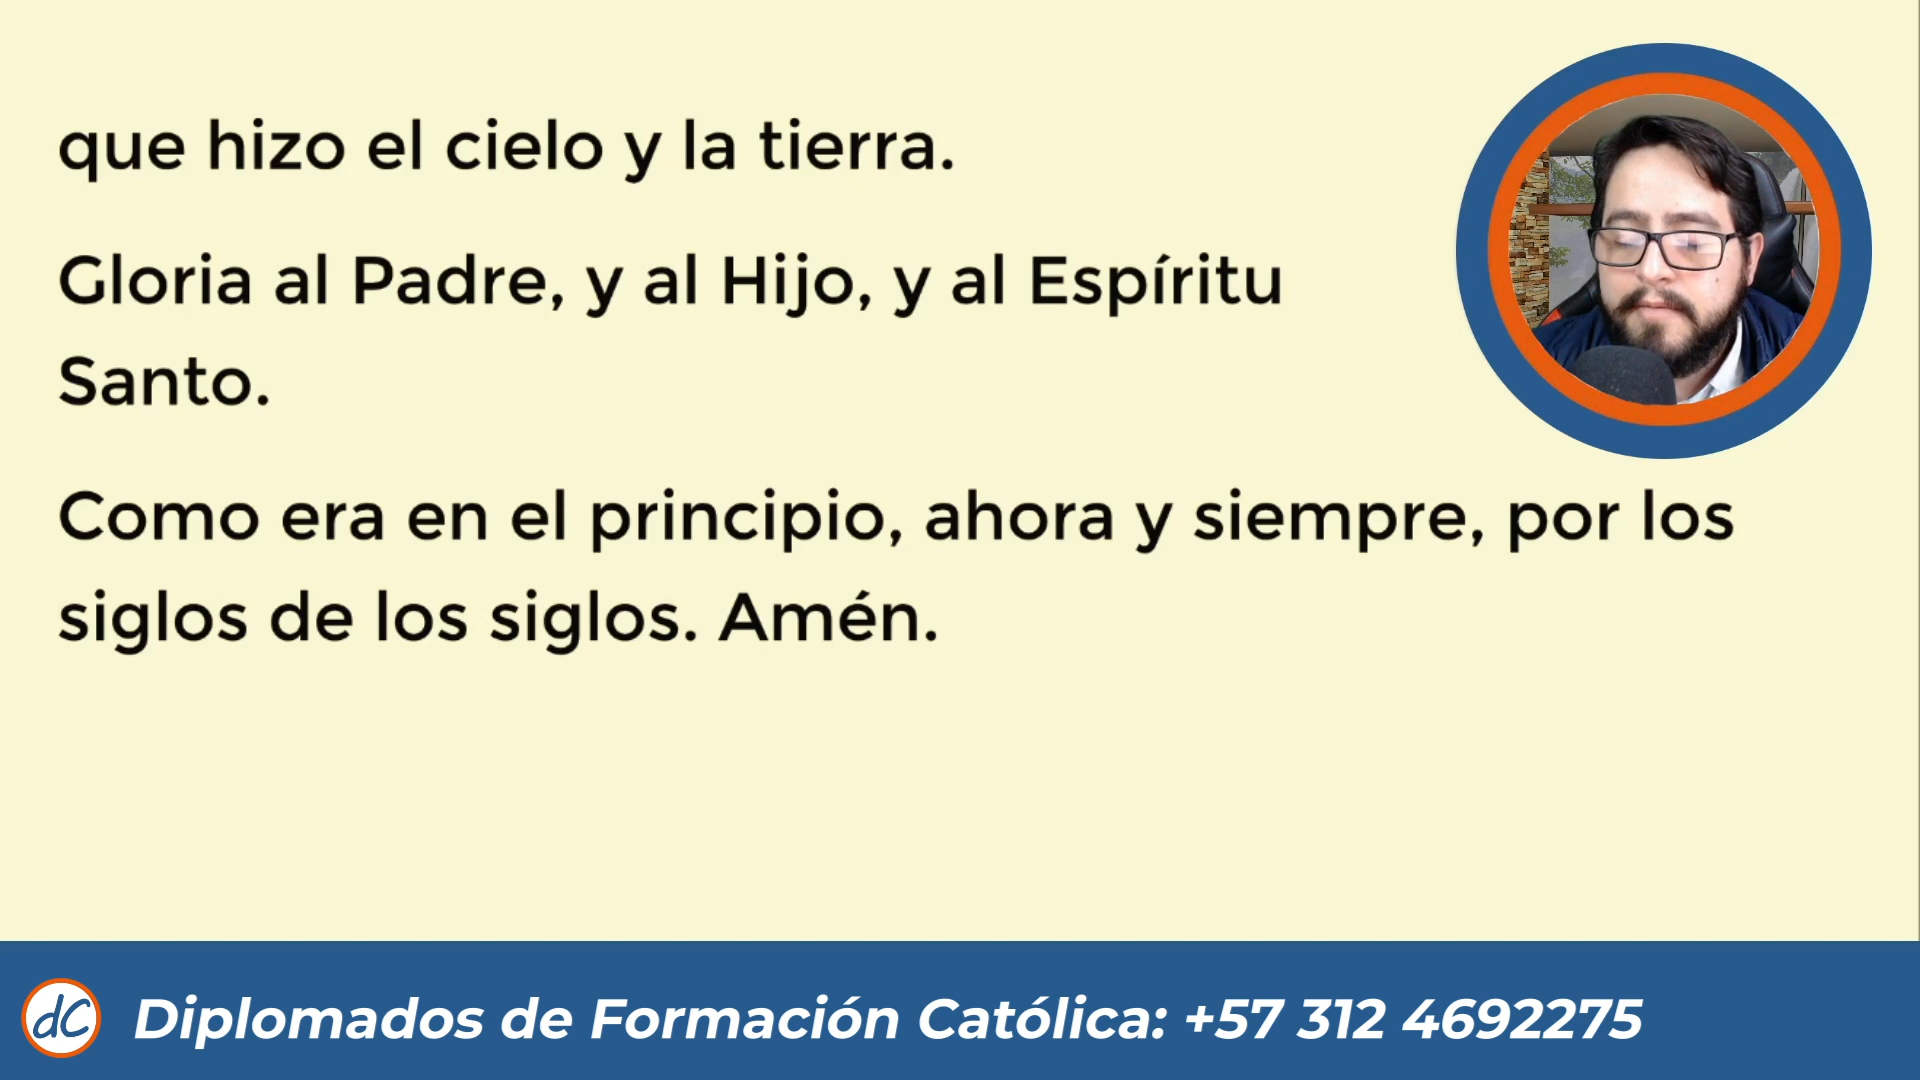 que hizo el cielo y la tierra.
Gloria al Padre, y al Hijo, y al Espíritu
Santo.
Como era en el principio, ahora y siempre, por los
siglos de los siglos. Amén.
dC Diplomados de Formación Católica: +57 312 4692275